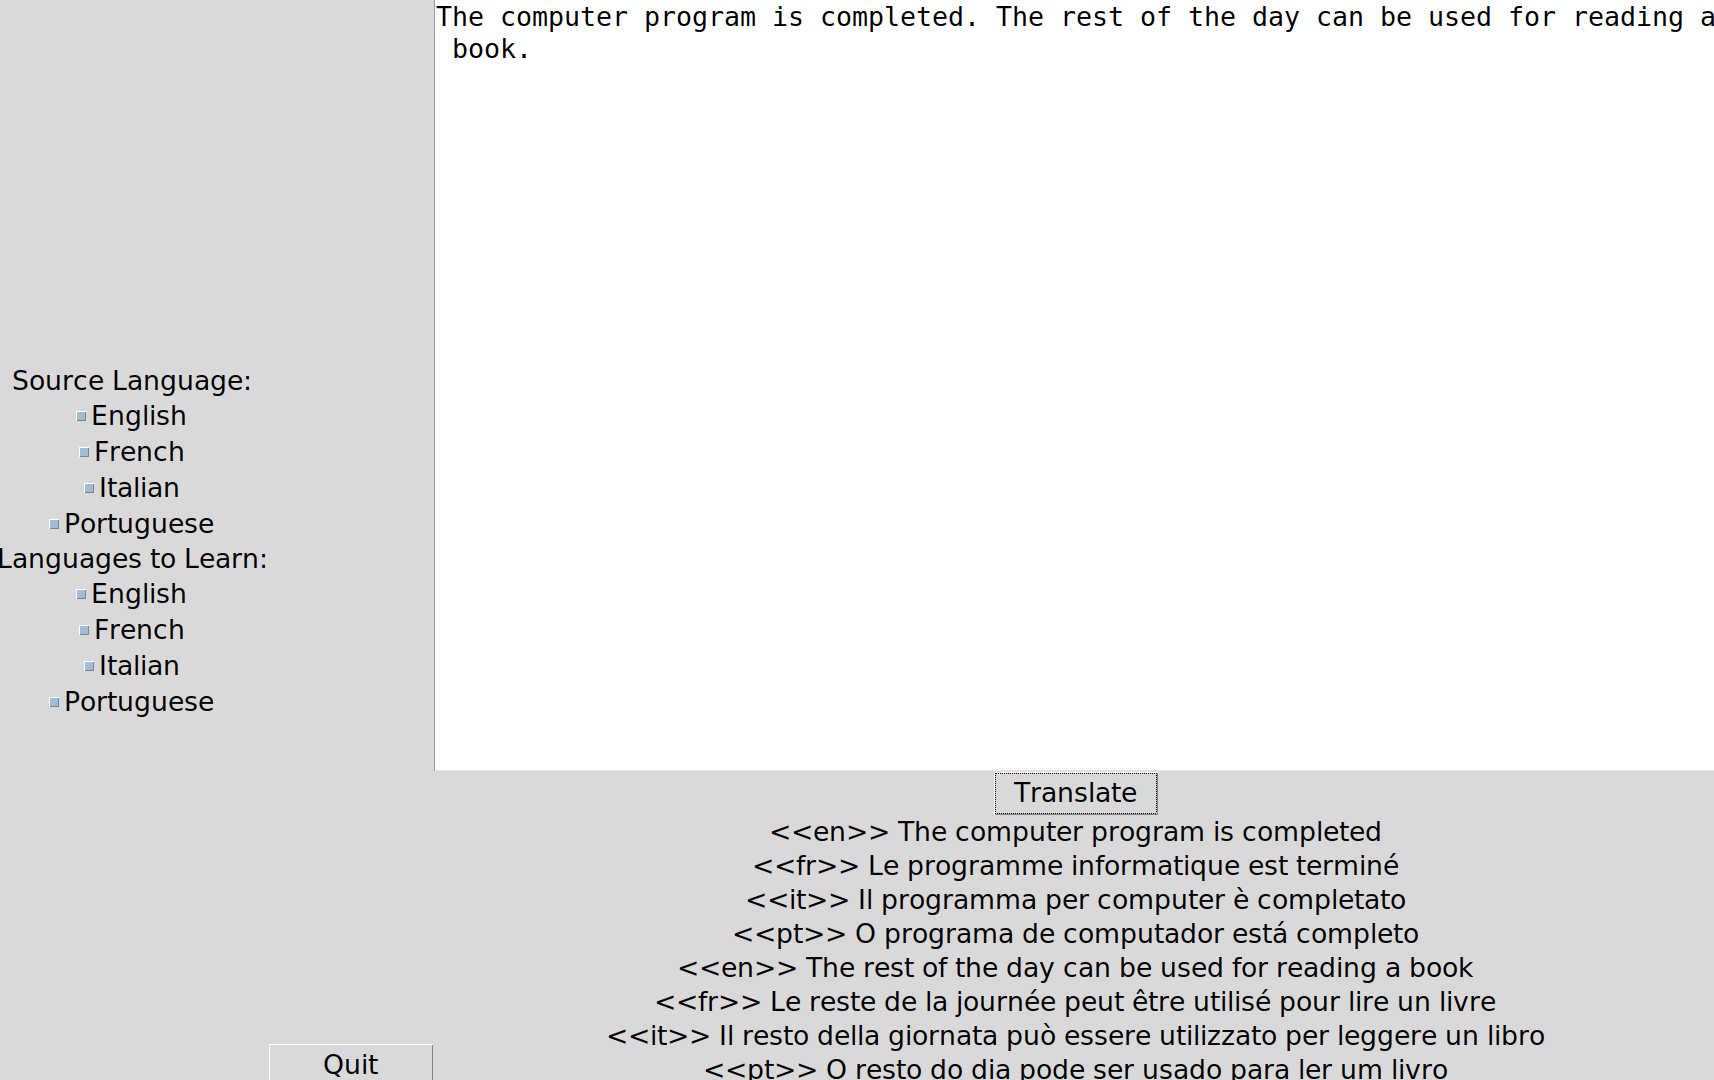 The computer program is completed. The rest of the day can be used for reading a
book.
Source Language:
English
French
Italian
Portuguese
Languages to Learn:
English
French
Italian
Portuguese
Translate
<<en>> The computer program is completed
<<fr>> Le programme informatique est terminé
<<it>> Il programma per computer è completato
<<pt>> O programa de computador está completo
<<en>> The rest of the day can be used for reading a book
<<fr>> Le reste de la journée peut être utilisé pour lire un livre
<<it>> Il resto della giornata può essere utilizzato per leggere un libro
<<pt>> O resto do dia pode ser usado para ler um livro
Quit